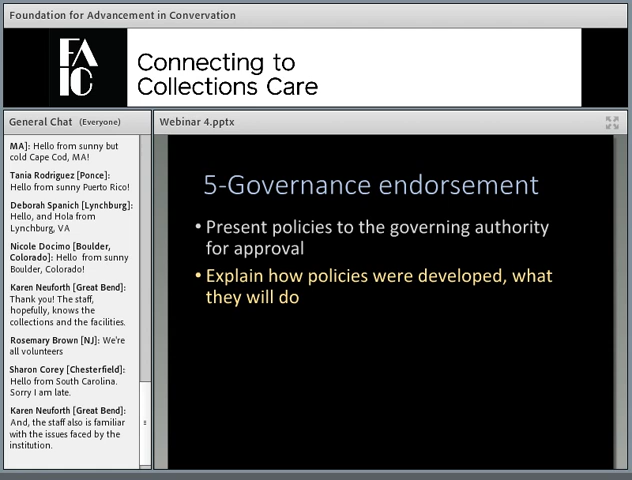 Foundation for Advancement in Convervation
FA
IC
Connecting to
Collections Care
General Chat (Everyone)
MA]: Hello from sunny but
cold Cape Cod, MA!
Tania Rodriguez [Ponce]:
Hello from sunny Puerto Rico!
Deborah Spanich [Lynchburg]:
Hello, and Hola from
Lynchburg, VA
Nicole Docimo [Boulder,
Colorado]: Hello from sunny
Boulder, Colorado!
Karen Neuforth [Great Bend]:
Thank you! The staff,
hopefully, knows the
collections and the facilities.
Rosemary Brown [NJ]: We're
all volunteers
Sharon Corey [Chesterfield]:
Hello from South Carolina.
Sorry I am late.
Karen Neuforth [Great Bend]:
And, the staff also is familiar
with the issues faced by the
institution.
Webinar 4.pptx
5-Governance endorsement
• Present policies to the governing authority
for approval
• Explain how policies were developed, what
they will do